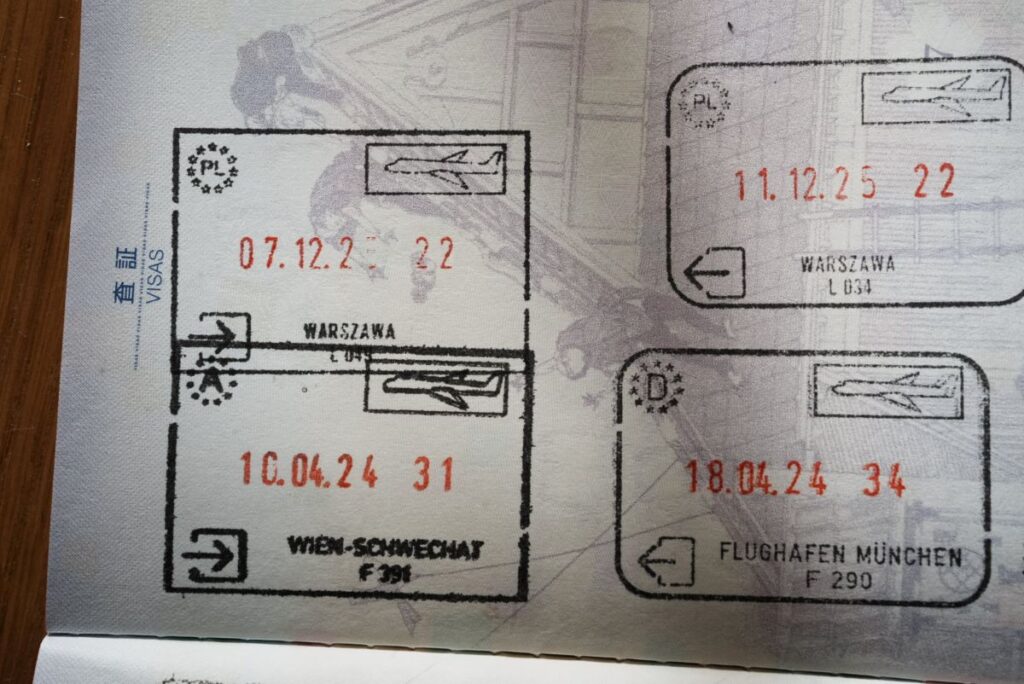 査証
VISAS
PL
07.12.2 22
WARSZAWA
A
10.04.24 31
WIEN-SCHWECHAT
F 391
PL
11.12.25 22
WARSZAWA
L 034
D
18.04.24 34
FLUGHAFEN MÜNCHEN
F 290